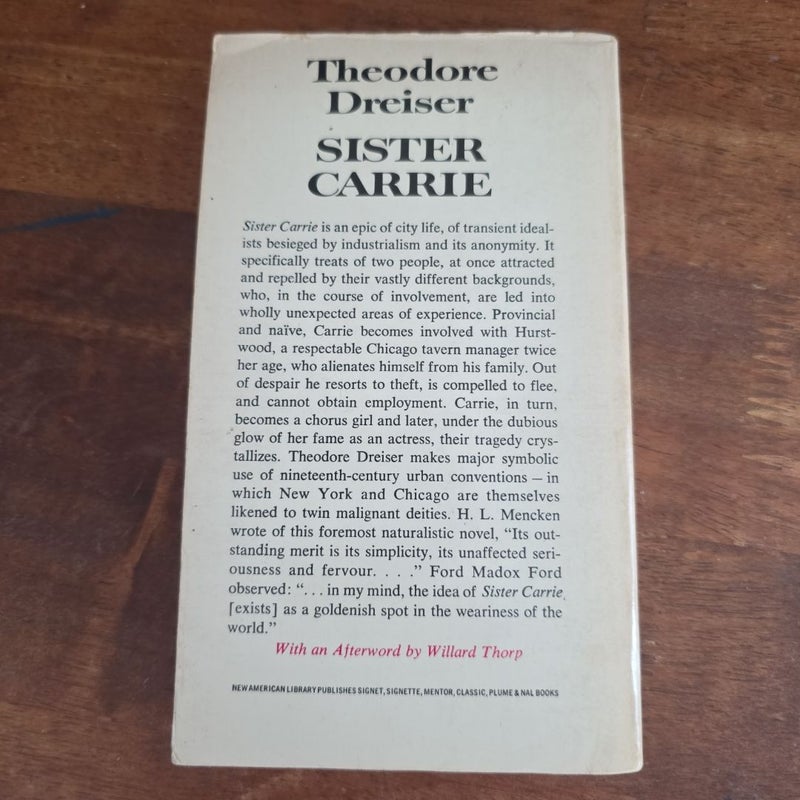 Theodore
Dreiser
SISTER
CARRIE
Sister Carrie is an epic of city life, of transient ideal-
ists besieged by industrialism and its anonymity. It
specifically treats of two people, at once attracted
and repelled by their vastly different backgrounds,
who, in the course of involvement, are led into
wholly unexpected areas of experience. Provincial
and naïve, Carrie becomes involved with Hurst-
wood, a respectable Chicago tavern manager twice
her age, who alienates himself from his family. Out
of despair he resorts to theft, is compelled to flee,
and cannot obtain employment. Carrie, in turn,
becomes a chorus girl and later, under the dubious
glow of her fame as an actress, their tragedy crys-
tallizes. Theodore Dreiser makes major symbolic
use of nineteenth-century urban conventions – in
which New York and Chicago are themselves
likened to twin malignant deities. H. L. Mencken
wrote of this foremost naturalistic novel, “Its out-
standing merit is its simplicity, its unaffected seri-
ousness and fervour. . . .” Ford Madox Ford
observed: “. . . in my mind, the idea of Sister Carrie
[exists] as a goldenish spot in the weariness of the
world.”
With an Afterword by Willard Thorp
NEW AMERICAN LIBRARY PUBLISHES SIGNET, SIGNETTE, MENTOR, CLASSIC, PLUME & NAL BOOKS